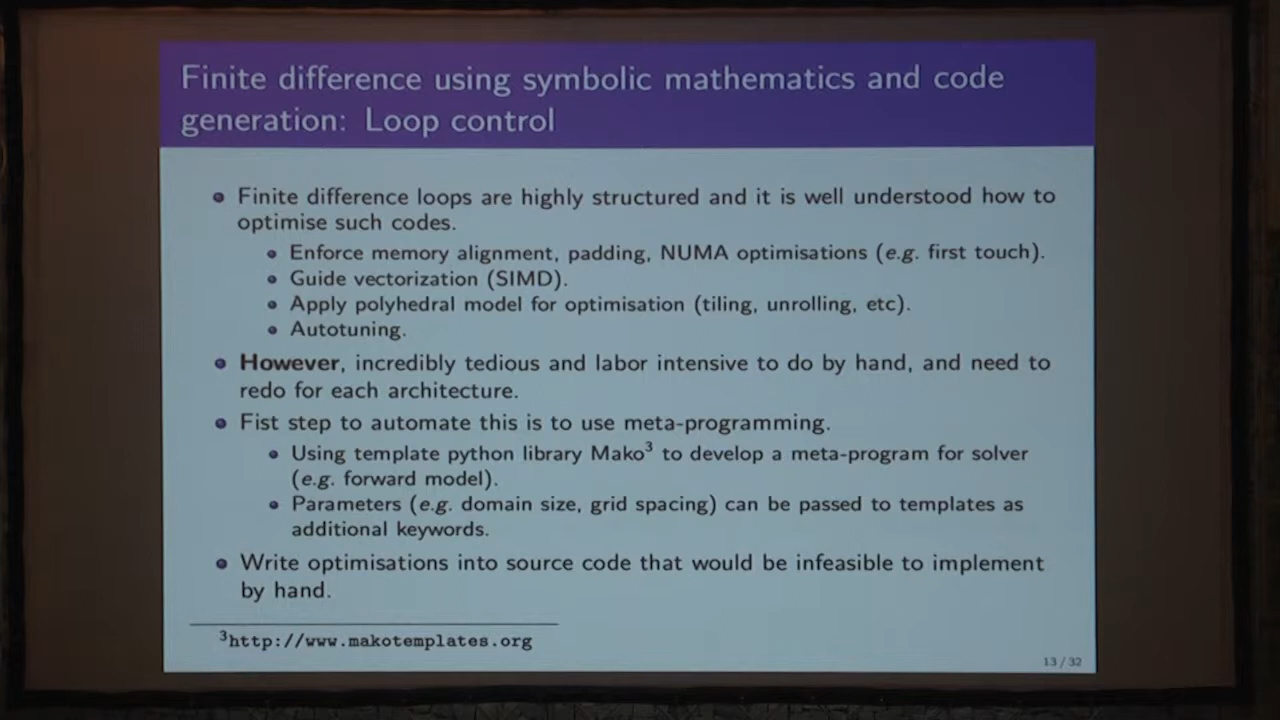 Finite difference using symbolic mathematics and code
generation: Loop control
Finite difference loops are highly structured and it is well understood how to
optimise such codes.
Enforce memory alignment, padding, NUMA optimisations (e.g. first touch).
Guide vectorization (SIMD).
Apply polyhedral model for optimisation (tiling, unrolling, etc).
Autotuning.
However, incredibly tedious and labor intensive to do by hand, and need to
redo for each architecture.
Fist step to automate this is to use meta-programming.
Using template python library Mako³ to develop a meta-program for solver
(e.g. forward model).
Parameters (e.g. domain size, grid spacing) can be passed to templates as
additional keywords.
Write optimisations into source code that would be infeasible to implement
by hand.
³http://www.makotemplates.org
13 / 32